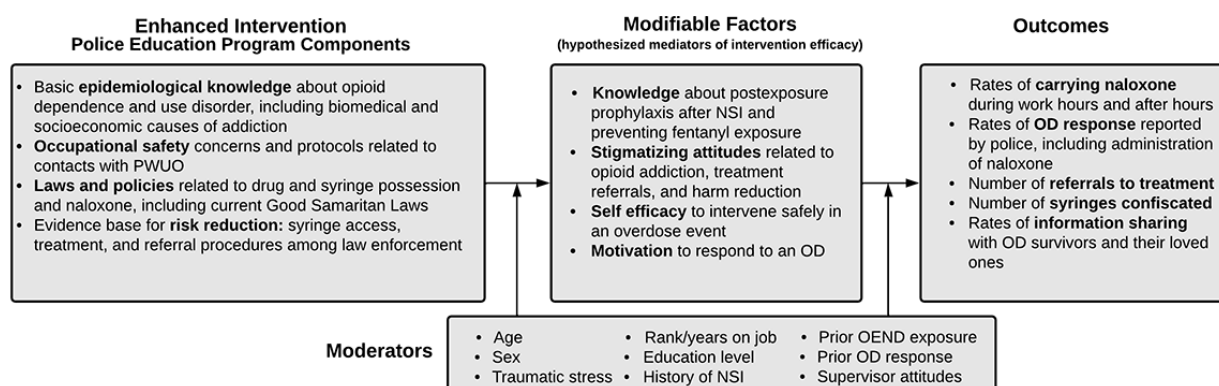 Enhanced Intervention
Police Education Program Components
• Basic epidemiological knowledge about opioid
dependence and use disorder, including biomedical and
socioeconomic causes of addiction
• Occupational safety concerns and protocols related to
contacts with PWUO
• Laws and policies related to drug and syringe possession
and naloxone, including current Good Samaritan Laws
• Evidence base for risk reduction: syringe access,
treatment, and referral procedures among law enforcement
Modifiable Factors
(hypothesized mediators of intervention efficacy)
• Knowledge about postexposure
prophylaxis after NSI and
preventing fentanyl exposure
• Stigmatizing attitudes related to
opioid addiction, treatment
referrals, and harm reduction
• Self efficacy to intervene safely in
an overdose event
• Motivation to respond to an OD
Outcomes
• Rates of carrying naloxone
during work hours and after hours
• Rates of OD response reported
by police, including administration
of naloxone
• Number of referrals to treatment
• Number of syringes confiscated
• Rates of information sharing
with OD survivors and their loved
ones
Moderators
• Age
• Sex
• Traumatic stress
• Rank/years on job
• Education level
• History of NSI
• Prior OEND exposure
• Prior OD response
• Supervisor attitudes